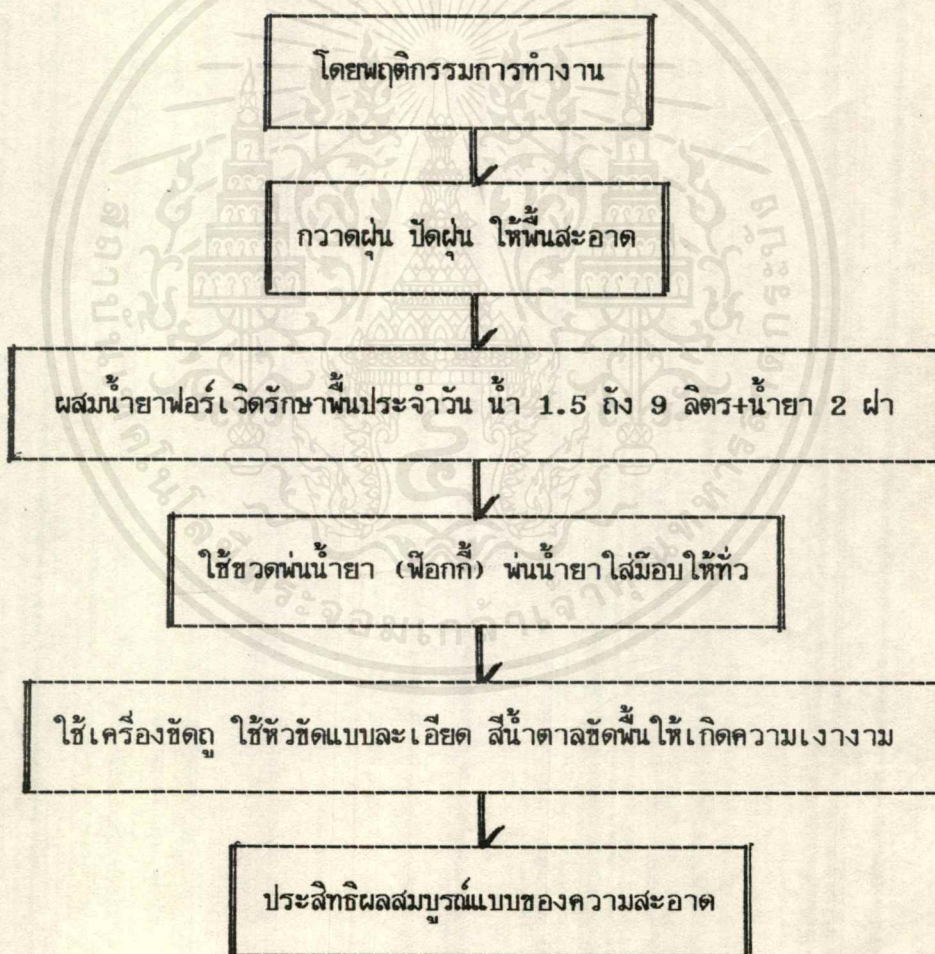 โดยพฤติกรรมการทำงาน
กวาดฝุ่น ปัดฝุ่น ให้พื้นสะอาด
ผสมน้ำยาฟอร์เวิดรักษาพื้นประจำวัน น้ำ 1.5 ถึง 9 ลิตร+น้ำยา 2 ฝา
ใช้ขวดพ่นน้ำยา (ฟ๊อกกี้) พ่นน้ำยาใส่ม๊อบให้ทั่ว
ใช้เครื่องขัดถู ใช้หัวขัดแบบละเอียด สีน้ำตาลขัดพื้นให้เกิดความเงางาม
ประสิทธิผลสมบูรณ์แบบของความสะอาด